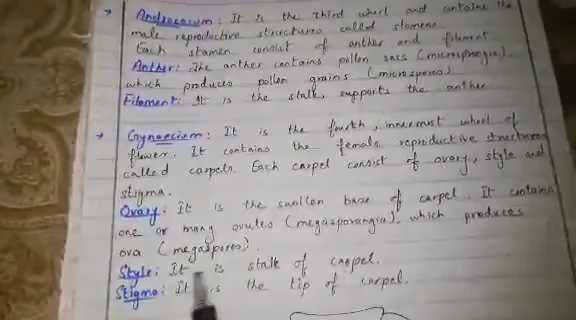 → Androecium: It is the third whorl and contains the
male reproductive structures called stamens.
Each stamen consist of anther and filament.
Anther: The anther contains pollen sacs (microsporangia),
which produces pollen grains (microspores)
Filament: It is the stalk, supports the anther
→ Gynaecium: It is the fourth, innermost whorl of
flower. It contains the female reproductive structures
called carpels. Each carpel consist of ovary, style and
stigma.
Ovary: It is the swollen base of carpel. It contains
one or many ovules (megasporangia) which produces
ova (megaspores).
Style: It is stalk of carpel.
Stigma: It is the tip of carpel.